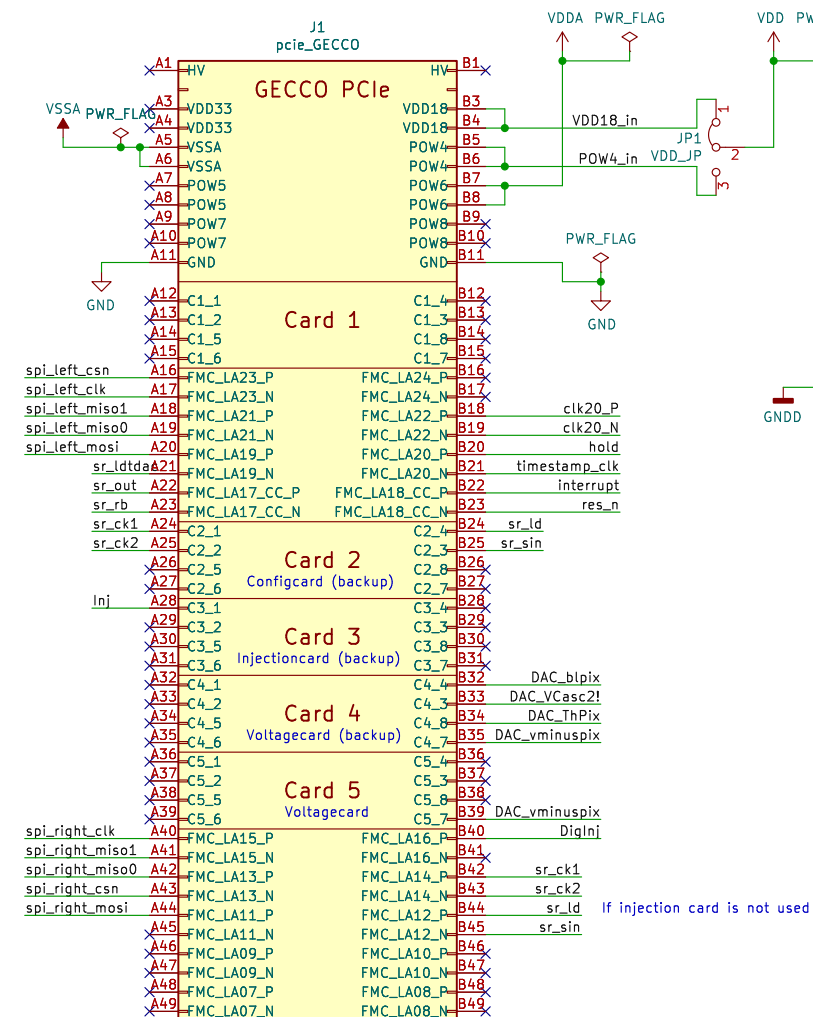 J1
pcie_GECCO
VDDA PWR_FLAG VDD PW
GECCO PCIe
VSSA PWR_FLAG
A1 HV HV B1
A3 VDD33 VDD18 B3
A4 VDD33 VDD18 B4 VDD18_in
A5 VSSA POW4 B5
A6 VSSA POW4 B6 POW4_in
A7 POW5 POW6 B7
A8 POW5 POW6 B8
A9 POW7 POW8 B9
A10 POW7 POW8 B10
A11 GND GND B11
1
JP1
2
VDD_JP
3
PWR_FLAG
GND
GND
GNDD
A12 C1_1 C1_4 B12
A13 C1_2 Card 1 C1_3 B13
A14 C1_5 C1_8 B14
A15 C1_6 C1_7 B15
spi_left_csn A16 FMC_LA23_P FMC_LA24_P B16
spi_left_clk A17 FMC_LA23_N FMC_LA24_N B17
spi_left_miso1 A18 FMC_LA21_P FMC_LA22_P B18 clk20_P
spi_left_miso0 A19 FMC_LA21_N FMC_LA22_N B19 clk20_N
spi_left_mosi A20 FMC_LA19_P FMC_LA20_P B20 hold
sr_ldtdac A21 FMC_LA19_N FMC_LA20_N B21 timestamp_clk
sr_out A22 FMC_LA17_CC_P FMC_LA18_CC_P B22 interrupt
sr_rb A23 FMC_LA17_CC_N FMC_LA18_CC_N B23 res_n
sr_ck1 A24 C2_1 C2_4 B24 sr_ld
sr_ck2 A25 C2_2 C2_3 B25 sr_sin
Card 2
A26 C2_5 C2_8 B26
Configcard (backup)
A27 C2_6 C2_7 B27
Inj A28 C3_1 C3_4 B28
A29 C3_2 C3_3 B29
Card 3
A30 C3_5 C3_8 B30
Injectioncard (backup)
A31 C3_6 C3_7 B31
A32 C4_1 C4_4 B32 DAC_blpix
A33 C4_2 C4_3 B33 DAC_VCasc2!
Card 4
A34 C4_5 C4_8 B34 DAC_ThPix
Voltagecard (backup)
A35 C4_6 C4_7 B35 DAC_vminuspix
A36 C5_1 C5_4 B36
A37 C5_2 C5_3 B37
Card 5
A38 C5_5 C5_8 B38
Voltagecard
A39 C5_6 C5_7 B39 DAC_vminuspix
spi_right_clk A40 FMC_LA15_P FMC_LA16_P B40 DigInj
spi_right_miso1 A41 FMC_LA15_N FMC_LA16_N B41
spi_right_miso0 A42 FMC_LA13_P FMC_LA14_P B42 sr_ck1
spi_right_csn A43 FMC_LA13_N FMC_LA14_N B43 sr_ck2
spi_right_mosi A44 FMC_LA11_P FMC_LA12_P B44 sr_ld If injection card is not used
A45 FMC_LA11_N FMC_LA12_N B45 sr_sin
A46 FMC_LA09_P FMC_LA10_P B46
A47 FMC_LA09_N FMC_LA10_N B47
A48 FMC_LA07_P FMC_LA08_P B48
A49 FMC_LA07_N FMC_LA08_N B49